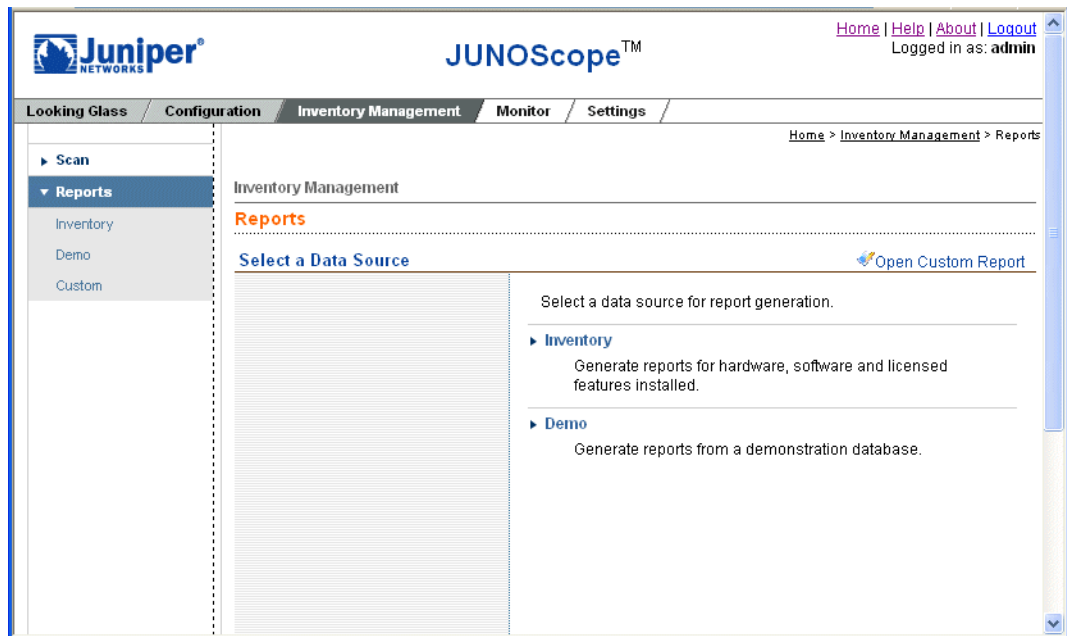 Home | Help | About | Logout
Juniper®
NETWORKS
JUNOScope™
Logged in as: admin
Looking Glass / Configuration / Inventory Management / Monitor / Settings /
Home > Inventory Management > Reports
Scan
Reports
Inventory
Demo
Custom
Inventory Management
Reports
Select a Data Source
Open Custom Report
Select a data source for report generation.
Inventory
Generate reports for hardware, software and licensed
features installed.
Demo
Generate reports from a demonstration database.